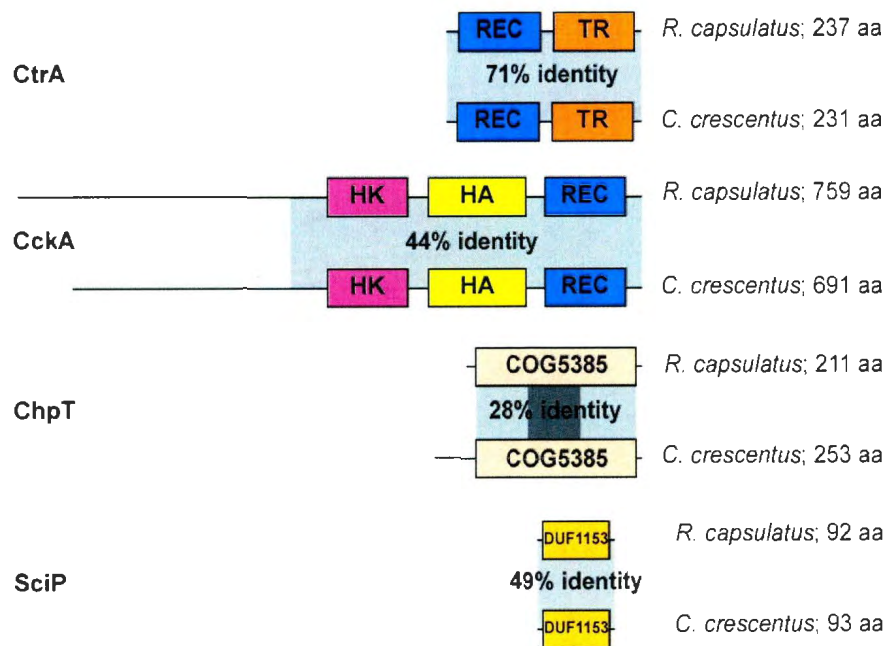 REC TR R. capsulatus; 237 aa
CtrA 71% identity
REC TR C. crescentus; 231 aa
HK HA REC R. capsulatus; 759 aa
CckA 44% identity
HK HA REC C. crescentus; 691 aa
COG5385 R. capsulatus; 211 aa
ChpT 28% identity
COG5385 C. crescentus; 253 aa
DUF1153 R. capsulatus; 92 aa
SciP 49% identity
DUF1153 C. crescentus; 93 aa